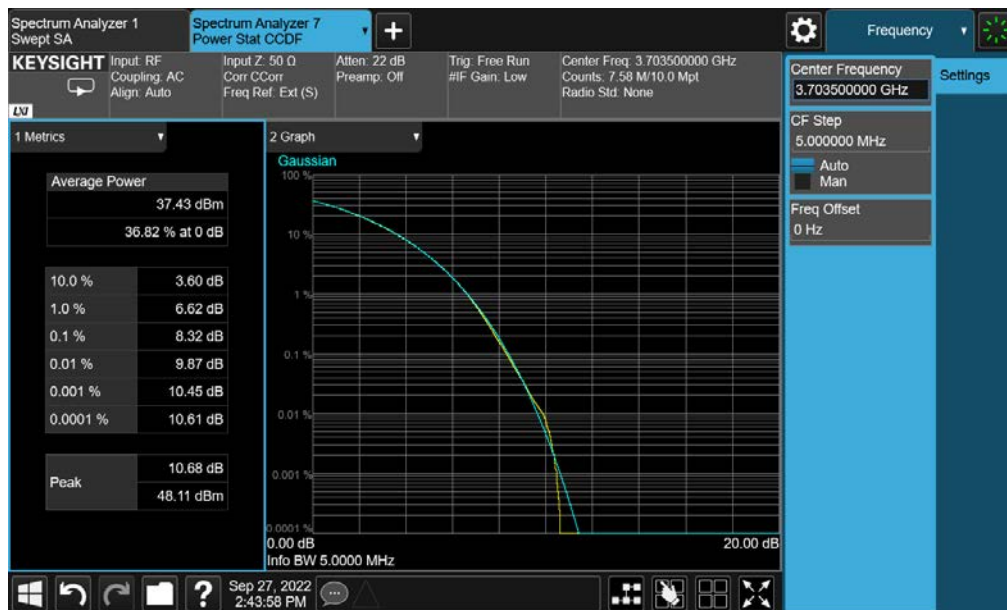 Spectrum Analyzer 1
Swept SA
Spectrum Analyzer 7
Power Stat CCDF
+
Frequency
KEYSIGHT
Input: RF
Coupling: AC
Align: Auto
Input Z: 50 Ω
Corr CCorr
Freq Ref: Ext (S)
Atten: 22 dB
Preamp: Off
Trig: Free Run
#IF Gain: Low
Center Freq: 3.703500000 GHz
Counts: 7.58 M/10.0 Mpt
Radio Std: None
LXI
Center Frequency
3.703500000 GHz
Settings
CF Step
5.000000 MHz
Auto
Man
Freq Offset
0 Hz
1 Metrics
Average Power
37.43 dBm
36.82 % at 0 dB
10.0 % 3.60 dB
1.0 % 6.62 dB
0.1 % 8.32 dB
0.01 % 9.87 dB
0.001 % 10.45 dB
0.0001 % 10.61 dB
Peak
10.68 dB
48.11 dBm
2 Graph
Gaussian
100 %
10 %
1 %
0.1 %
0.01 %
0.001 %
0.0001 %
0.00 dB 20.00 dB
Info BW 5.0000 MHz
?
Sep 27, 2022
2:43:58 PM